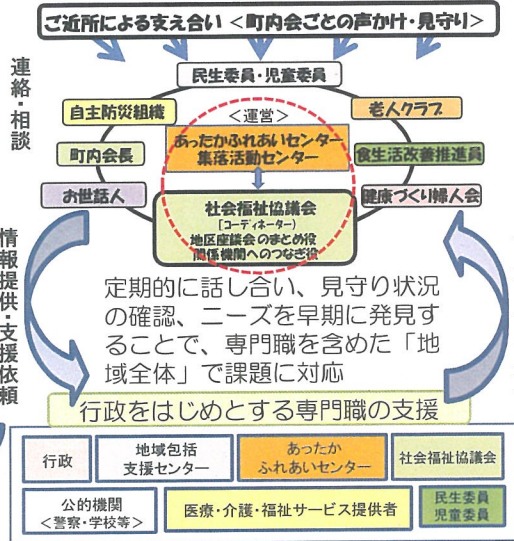 ご近所による支え合い<町内会ごとの声かけ・見守り>
連絡・相談
民生委員・児童委員
自主防災組織
老人クラブ
<運営>
あったかふれあいセンター
集落活動センター
町内会長
食生活改善推進員
お世話人
健康づくり婦人会
社会福祉協議会
[コーディネーター]
地区座談会のまとめ役
関係機関へのつなぎ役
情報提供・支援依頼
定期的に話し合い、見守り状況
の確認、ニーズを早期に発見す
ることで、専門職を含めた「地
域全体」で課題に対応
行政をはじめとする専門職の支援
行政
地域包括
支援センター
あったか
ふれあいセンター
社会福祉協議会
公的機関
<警察・学校等>
医療・介護・福祉サービス提供者
民生委員
児童委員